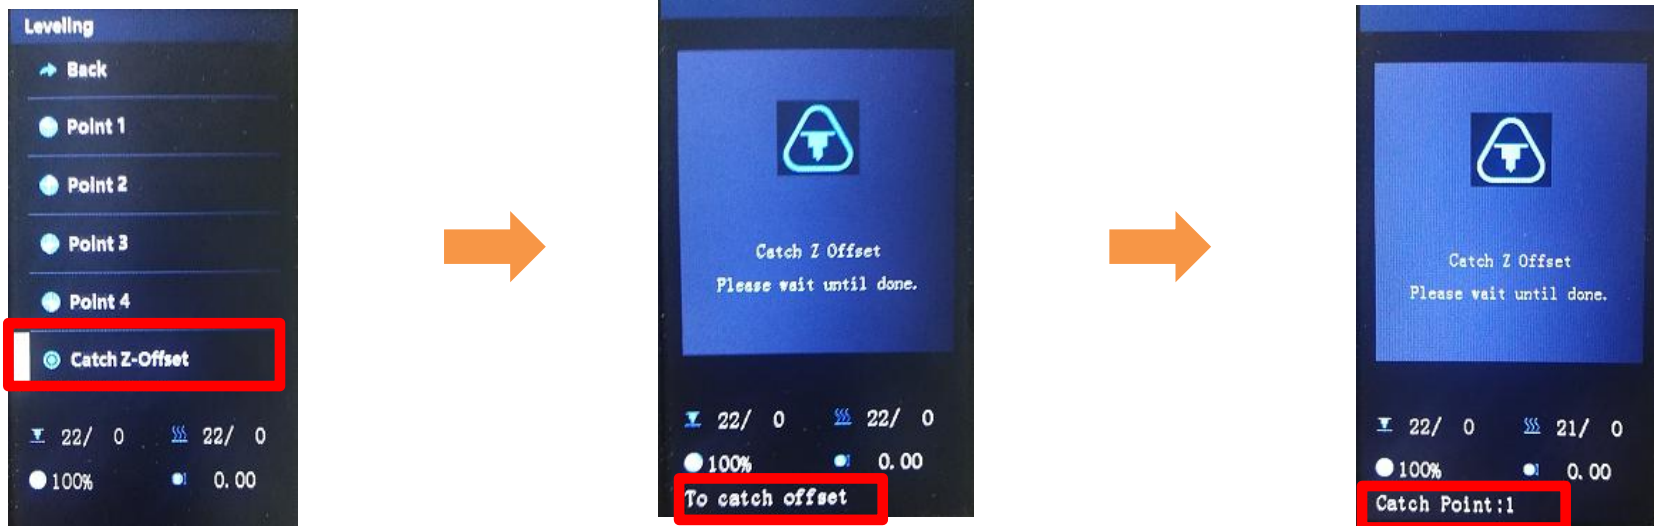 Leveling
Back
Point 1
Point 2
Point 3
Point 4
Catch Z-Offset
22/ 0 22/ 0
100% 0.00
Catch Z Offset
Please wait until done.
22/ 0 22/ 0
100% 0.00
To catch offset
Catch Z Offset
Please wait until done.
22/ 0 21/ 0
100% 0.00
Catch Point:1